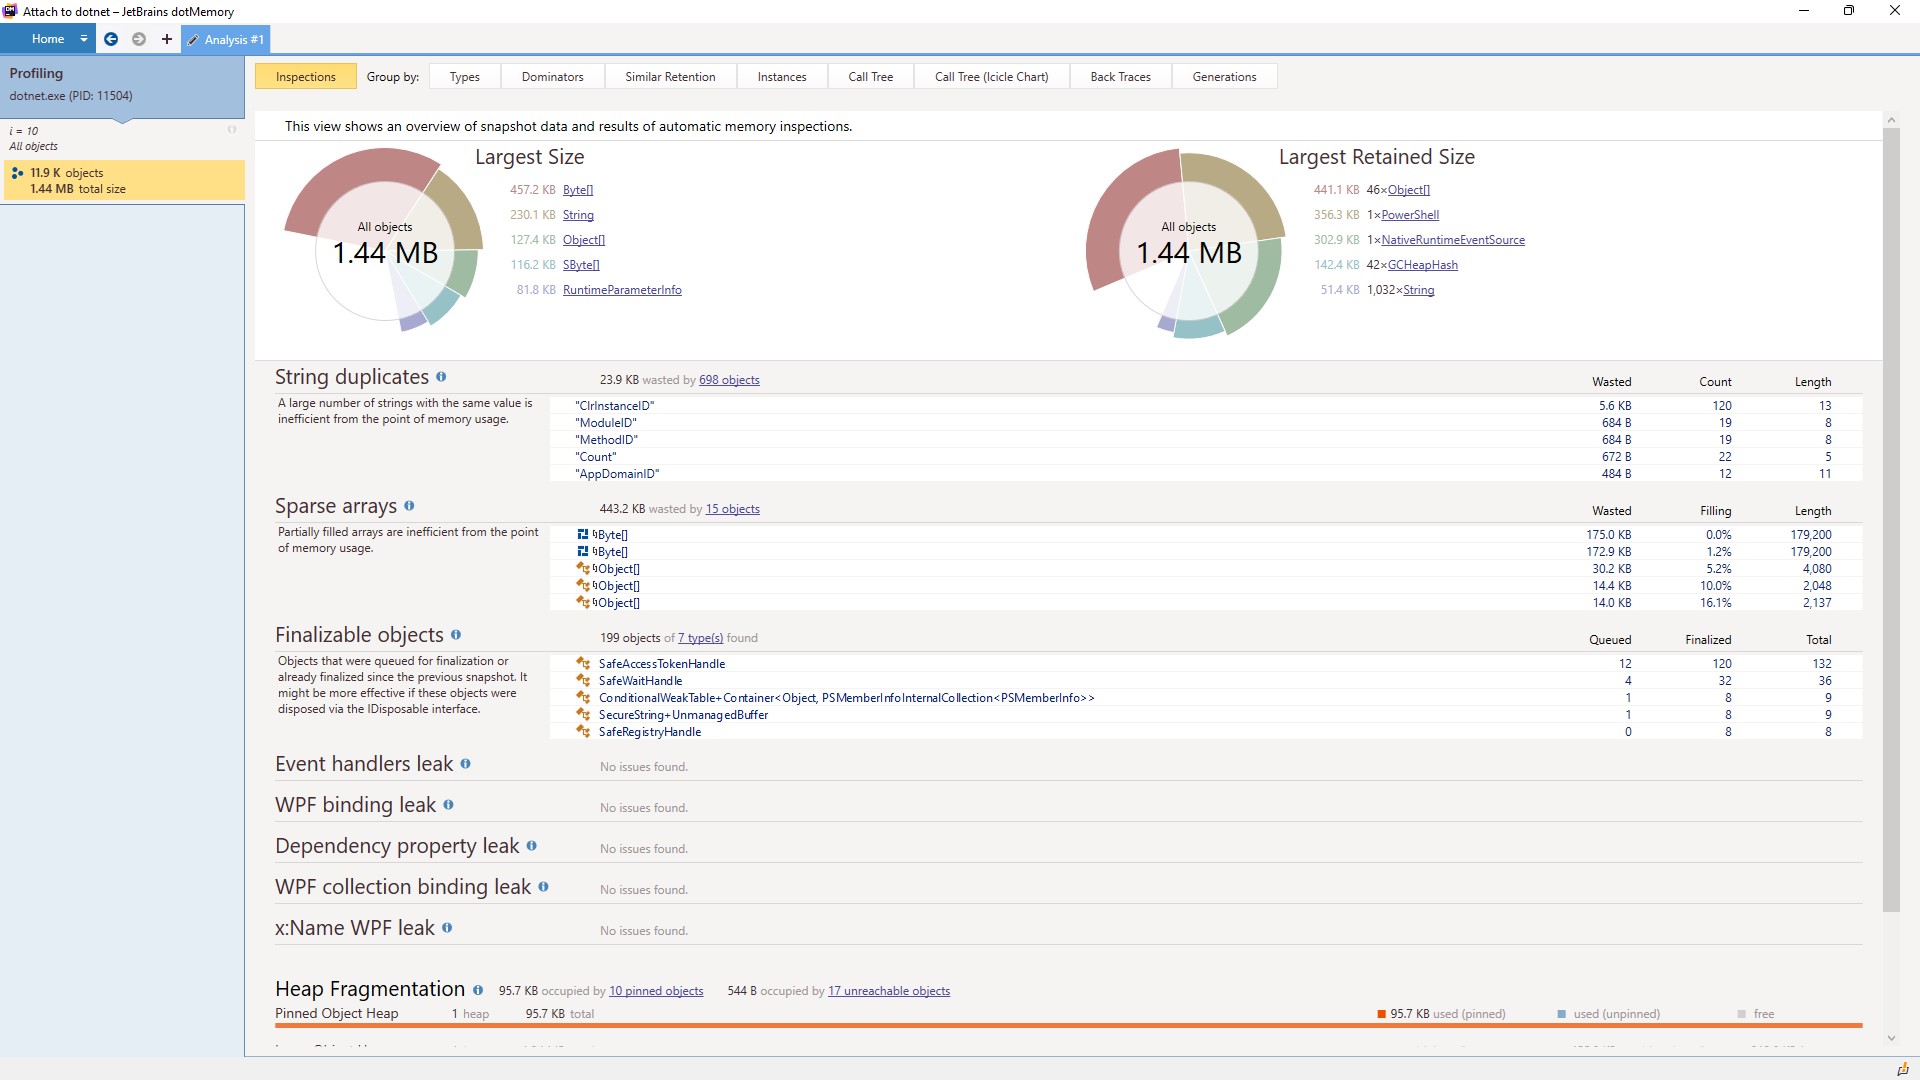 Attach to dotnet – JetBrains dotMemory
Home
Analysis #1
Profiling
dotnet.exe (PID: 11504)
i = 10
All objects
11.9 K objects
1.44 MB total size
Inspections Group by: Types Dominators Similar Retention Instances Call Tree Call Tree (Icicle Chart) Back Traces Generations
This view shows an overview of snapshot data and results of automatic memory inspections.
All objects
1.44 MB
Largest Size
457.2 KB Byte[]
230.1 KB String
127.4 KB Object[]
116.2 KB SByte[]
81.8 KB RuntimeParameterInfo
All objects
1.44 MB
Largest Retained Size
441.1 KB 46×Object[]
356.3 KB 1×PowerShell
302.9 KB 1×NativeRuntimeEventSource
142.4 KB 42×GCHeapHash
51.4 KB 1,032×String
String duplicates 23.9 KB wasted by 698 objects Wasted Count Length
A large number of strings with the same value is
inefficient from the point of memory usage.
"ClrInstanceID" 5.6 KB 120 13
"ModuleID" 684 B 19 8
"MethodID" 684 B 19 8
"Count" 672 B 22 5
"AppDomainID" 484 B 12 11
Sparse arrays 443.2 KB wasted by 15 objects Wasted Filling Length
Partially filled arrays are inefficient from the point
of memory usage.
Byte[] 175.0 KB 0.0% 179,200
Byte[] 172.9 KB 1.2% 179,200
Object[] 30.2 KB 5.2% 4,080
Object[] 14.4 KB 10.0% 2,048
Object[] 14.0 KB 16.1% 2,137
Finalizable objects 199 objects of 7 type(s) found Queued Finalized Total
Objects that were queued for finalization or
already finalized since the previous snapshot. It
might be more effective if these objects were
disposed via the IDisposable interface.
SafeAccessTokenHandle 12 120 132
SafeWaitHandle 4 32 36
ConditionalWeakTable+Container<Object, PSMemberInfoInternalCollection<PSMemberInfo>> 1 8 9
SecureString+UnmanagedBuffer 1 8 9
SafeRegistryHandle 0 8 8
Event handlers leak No issues found.
WPF binding leak No issues found.
Dependency property leak No issues found.
WPF collection binding leak No issues found.
x:Name WPF leak No issues found.
Heap Fragmentation 95.7 KB occupied by 10 pinned objects 544 B occupied by 17 unreachable objects
Pinned Object Heap 1 heap 95.7 KB total 95.7 KB used (pinned) used (unpinned) free